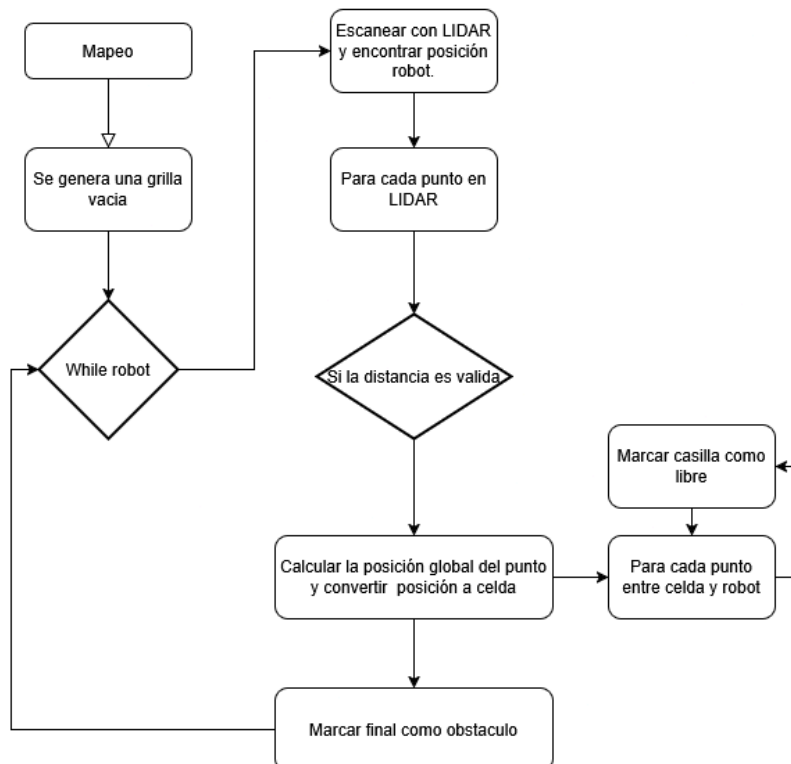 Mapeo
Se genera una grilla
vacia
While robot
Escanear con LIDAR
y encontrar posición
robot.
Para cada punto en
LIDAR
Si la distancia es valida
Calcular la posición global del punto
y convertir posición a celda
Marcar final como obstaculo
Marcar casilla como
libre
Para cada punto
entre celda y robot